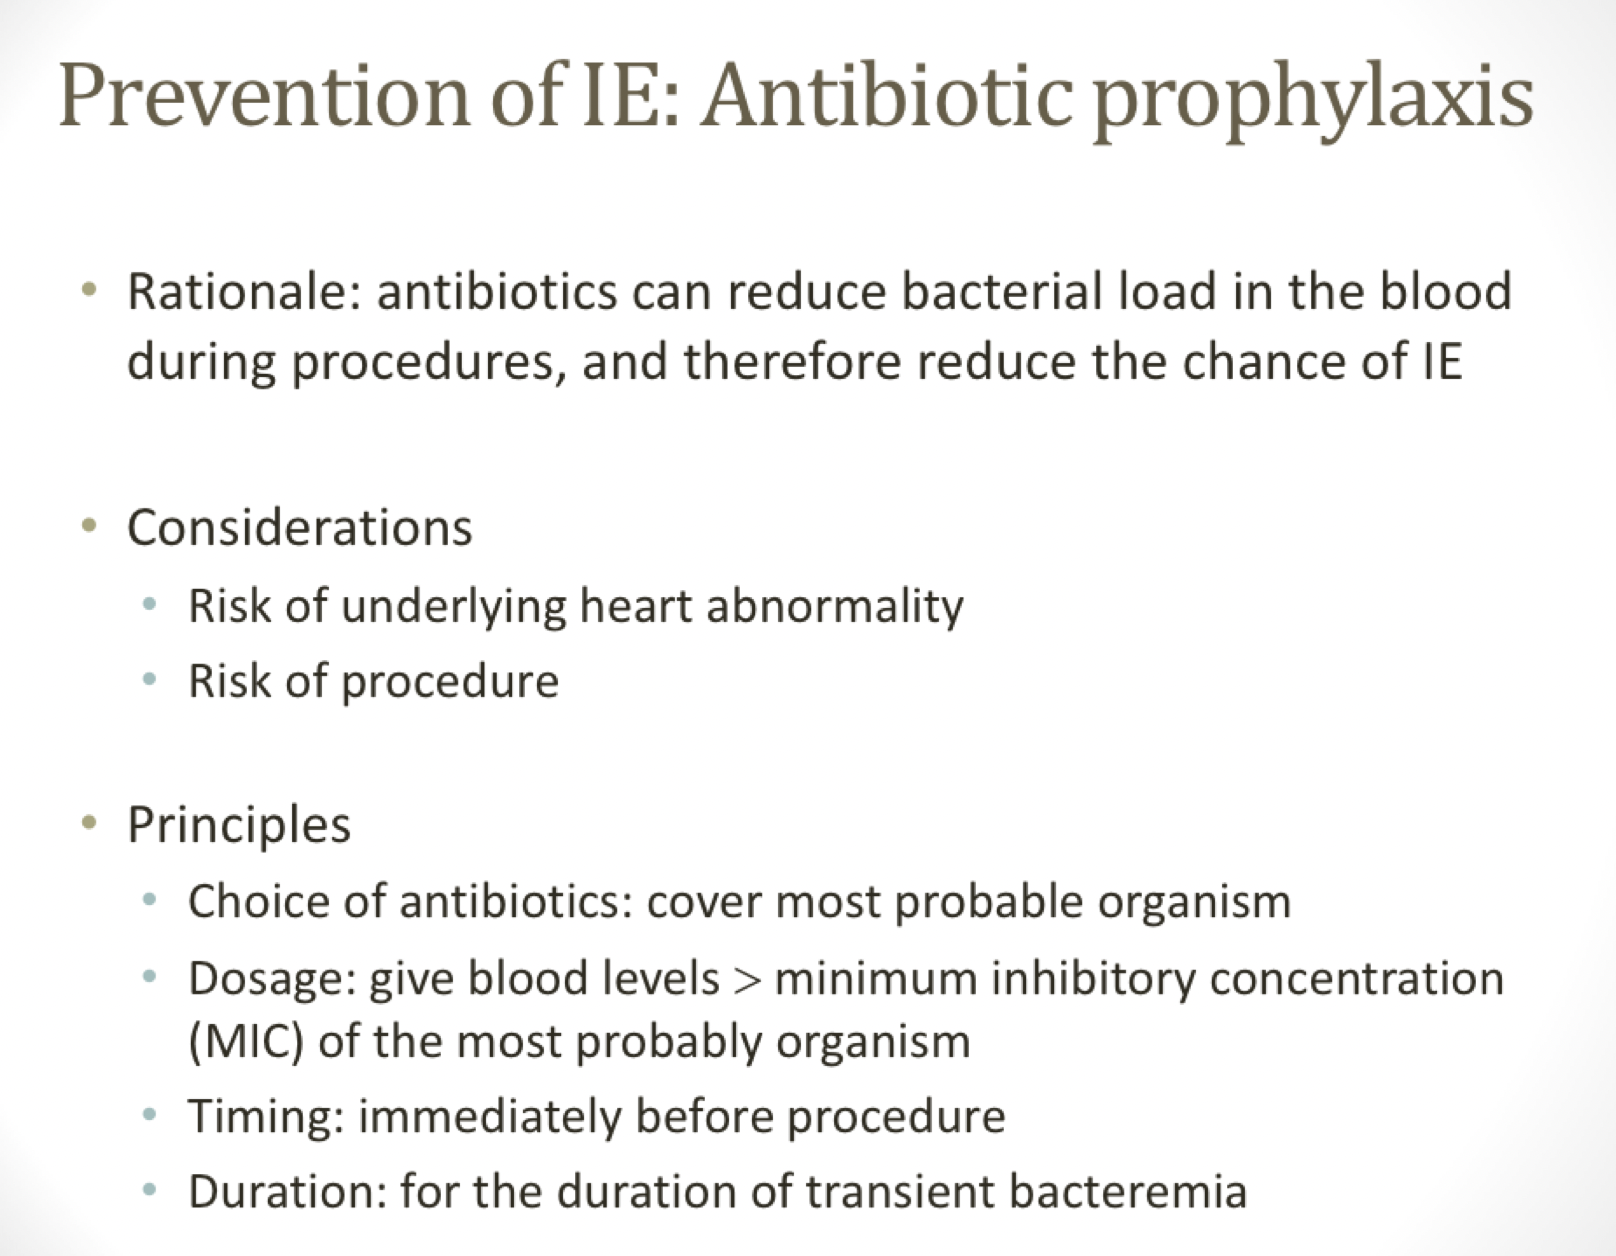 Prevention of IE: Antibiotic prophylaxis
• Rationale: antibiotics can reduce bacterial load in the blood
during procedures, and therefore reduce the chance of IE
• Considerations
• Risk of underlying heart abnormality
• Risk of procedure
• Principles
• Choice of antibiotics: cover most probable organism
• Dosage: give blood levels > minimum inhibitory concentration
(MIC) of the most probably organism
• Timing: immediately before procedure
• Duration: for the duration of transient bacteremia